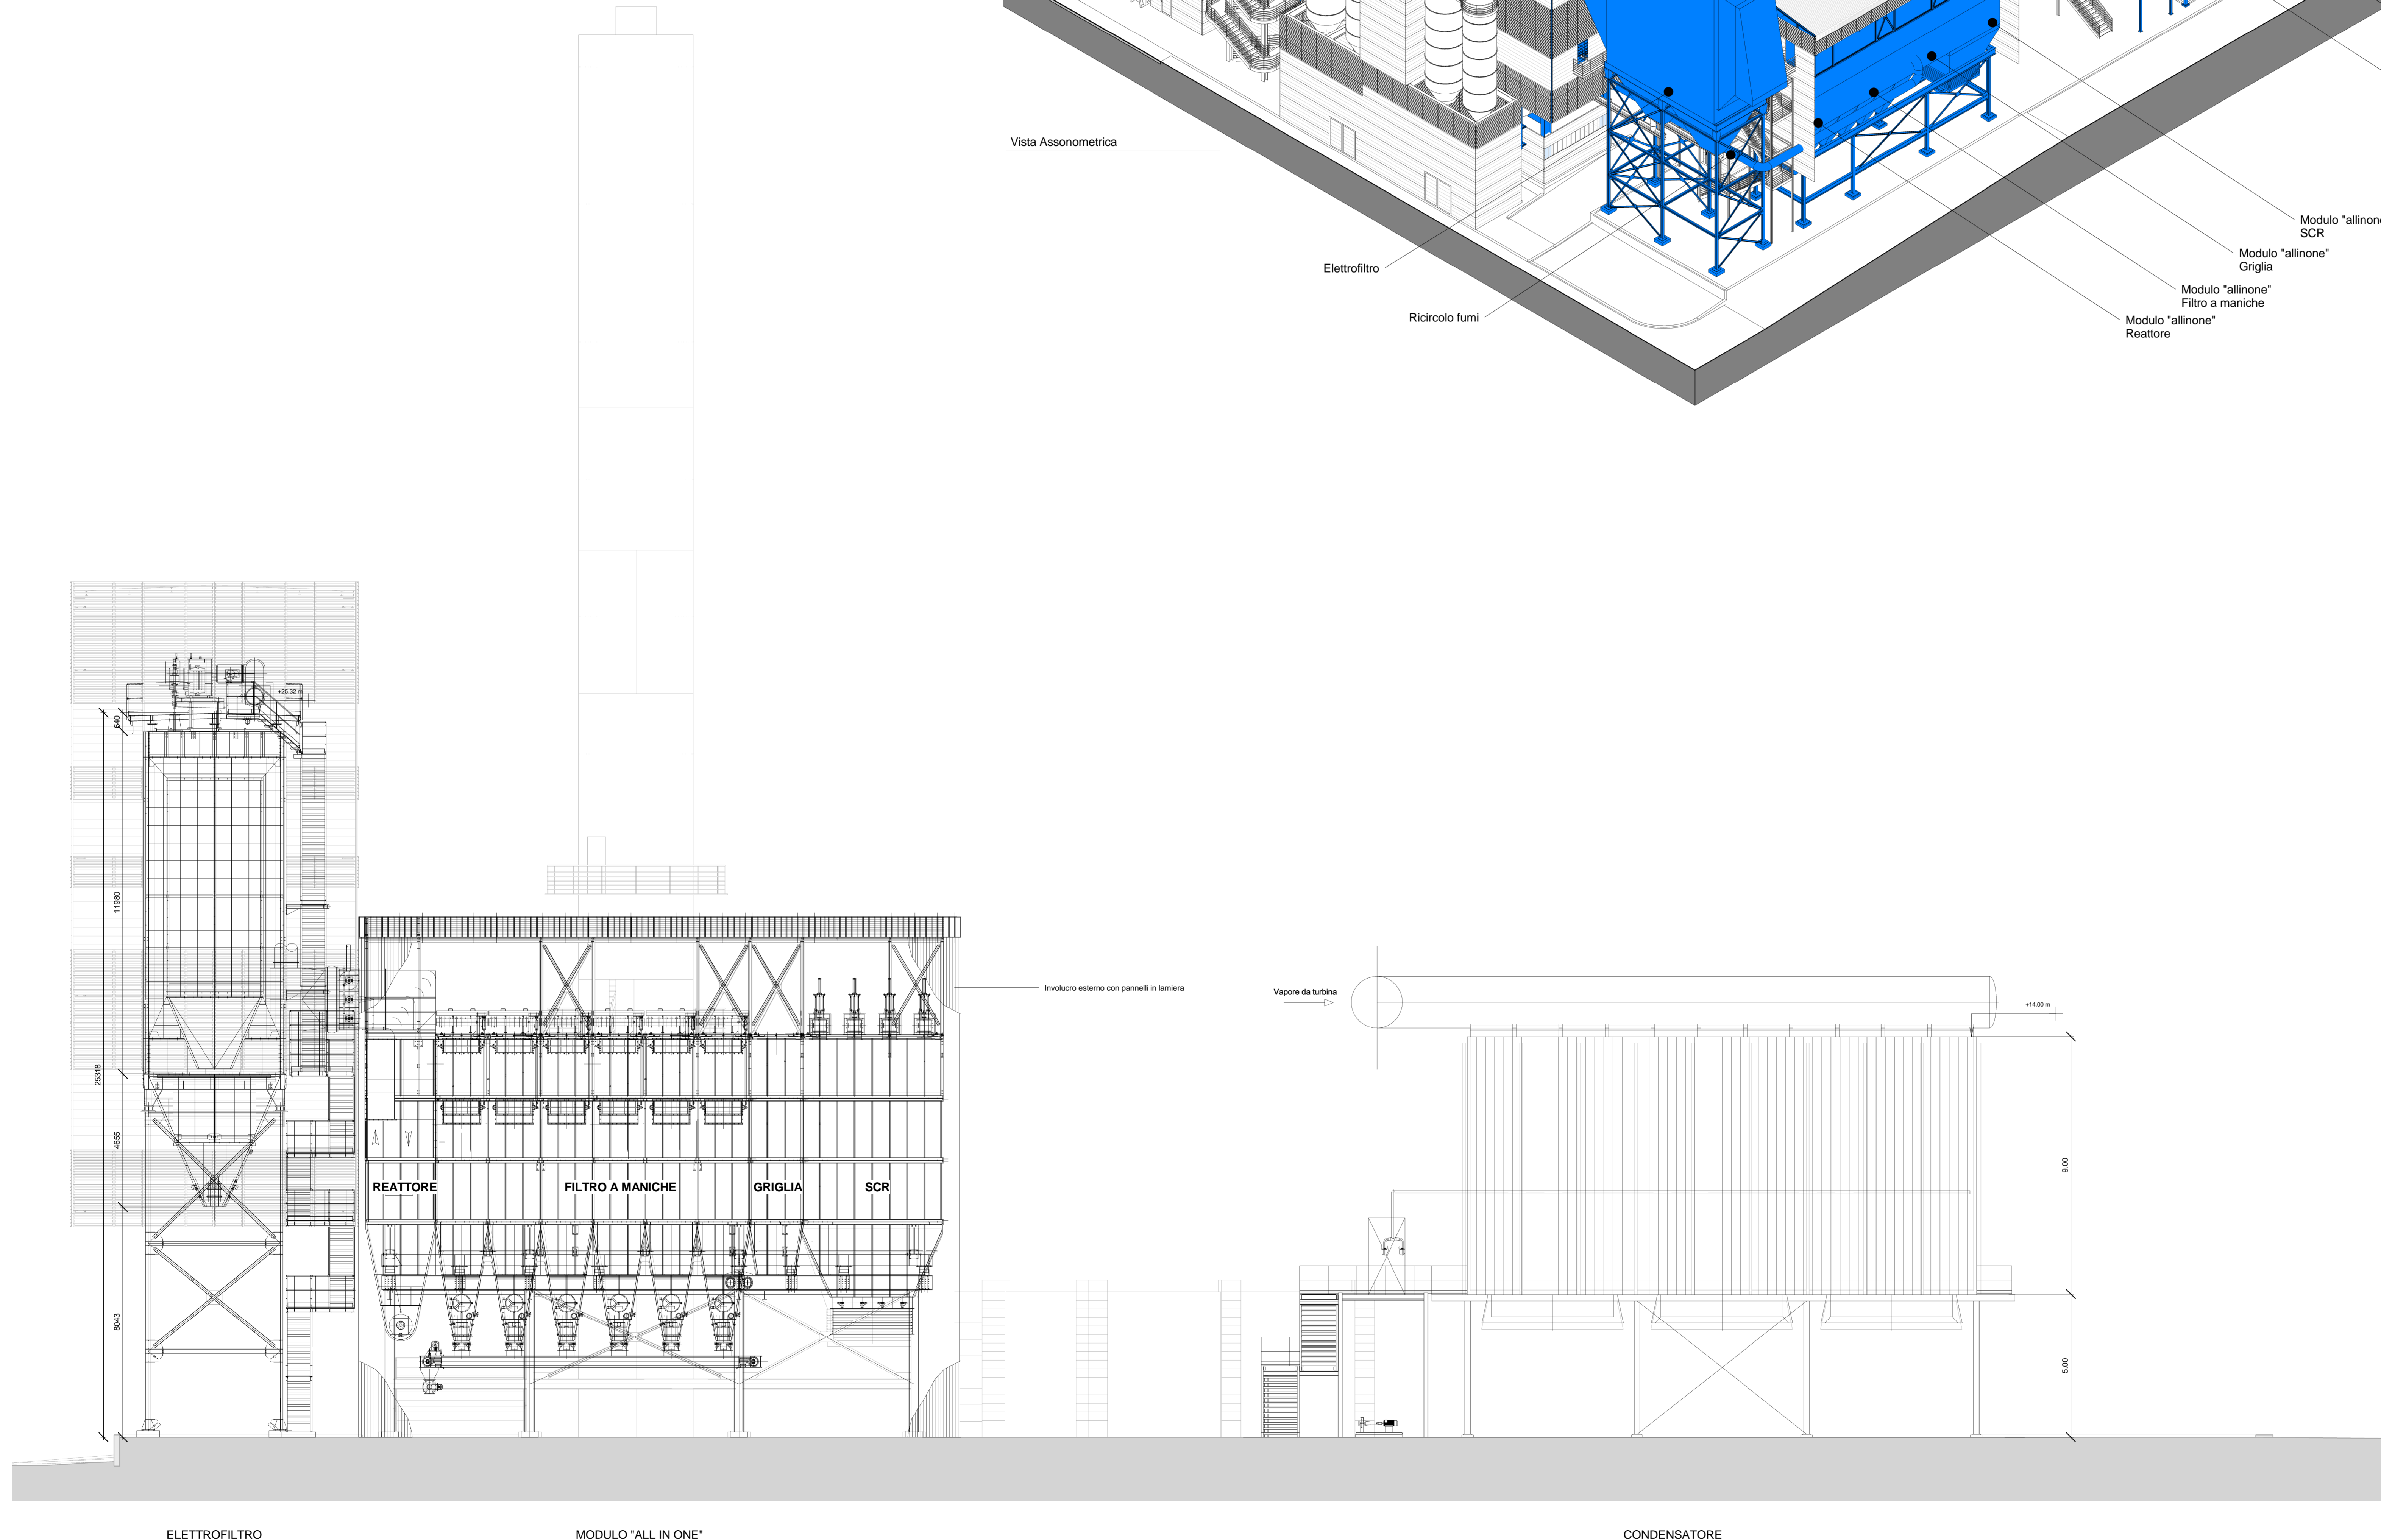 Vista Assonometrica
Elettrofiltro
Ricircolo fumi
Modulo "allinone
SCR
Modulo "allinone"
Griglia
Modulo "allinone"
Filtro a maniche
Modulo "allinone"
Reattore
+25.32 m
640
11980
25318
4655
8043
Involucro esterno con pannelli in lamiera
REATTORE
FILTRO A MANICHE
GRIGLIA
SCR
Vapore da turbina
+14.00 m
9.00
5.00
ELETTROFILTRO
MODULO "ALL IN ONE"
CONDENSATORE